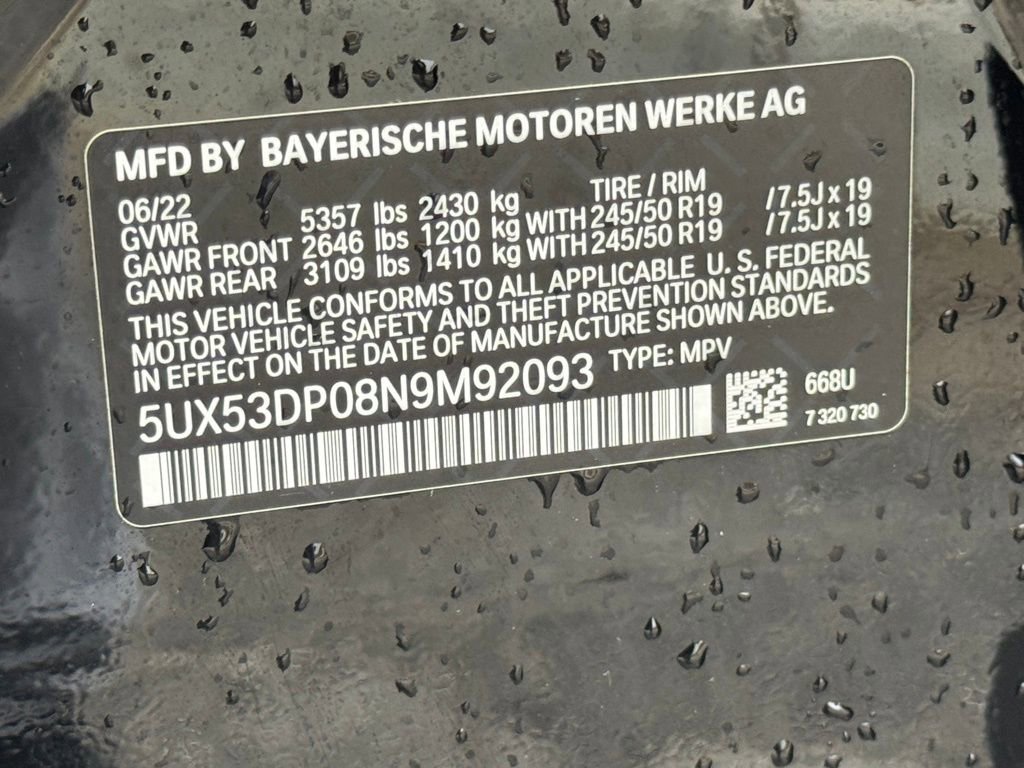 MFD BY BAYERISCHE MOTOREN WERKE AG
06/22 TIRE / RIM
GVWR 5357 lbs 2430 kg
GAWR FRONT 2646 lbs 1200 kg WITH 245/50 R19 /7.5J x 19
GAWR REAR 3109 lbs 1410 kg WITH 245/50 R19 /7.5J x 19
THIS VEHICLE CONFORMS TO ALL APPLICABLE U. S. FEDERAL
MOTOR VEHICLE SAFETY AND THEFT PREVENTION STANDARDS
IN EFFECT ON THE DATE OF MANUFACTURE SHOWN ABOVE.
5UX53DP08N9M92093 TYPE: MPV
668U
7 320 730